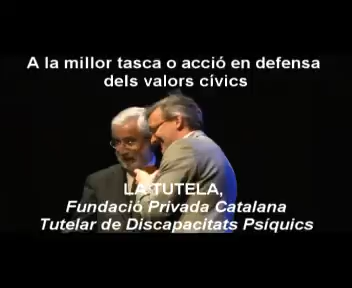 A la millor tasca o acció en defensa
dels valors cívics
LA TUTELA,
Fundació Privada Catalana
Tutelar de Discapacitats Psíquics